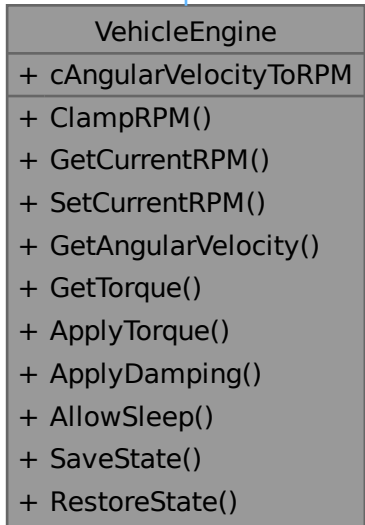 VehicleEngine
+ cAngularVelocityToRPM
+ ClampRPM()
+ GetCurrentRPM()
+ SetCurrentRPM()
+ GetAngularVelocity()
+ GetTorque()
+ ApplyTorque()
+ ApplyDamping()
+ AllowSleep()
+ SaveState()
+ RestoreState()